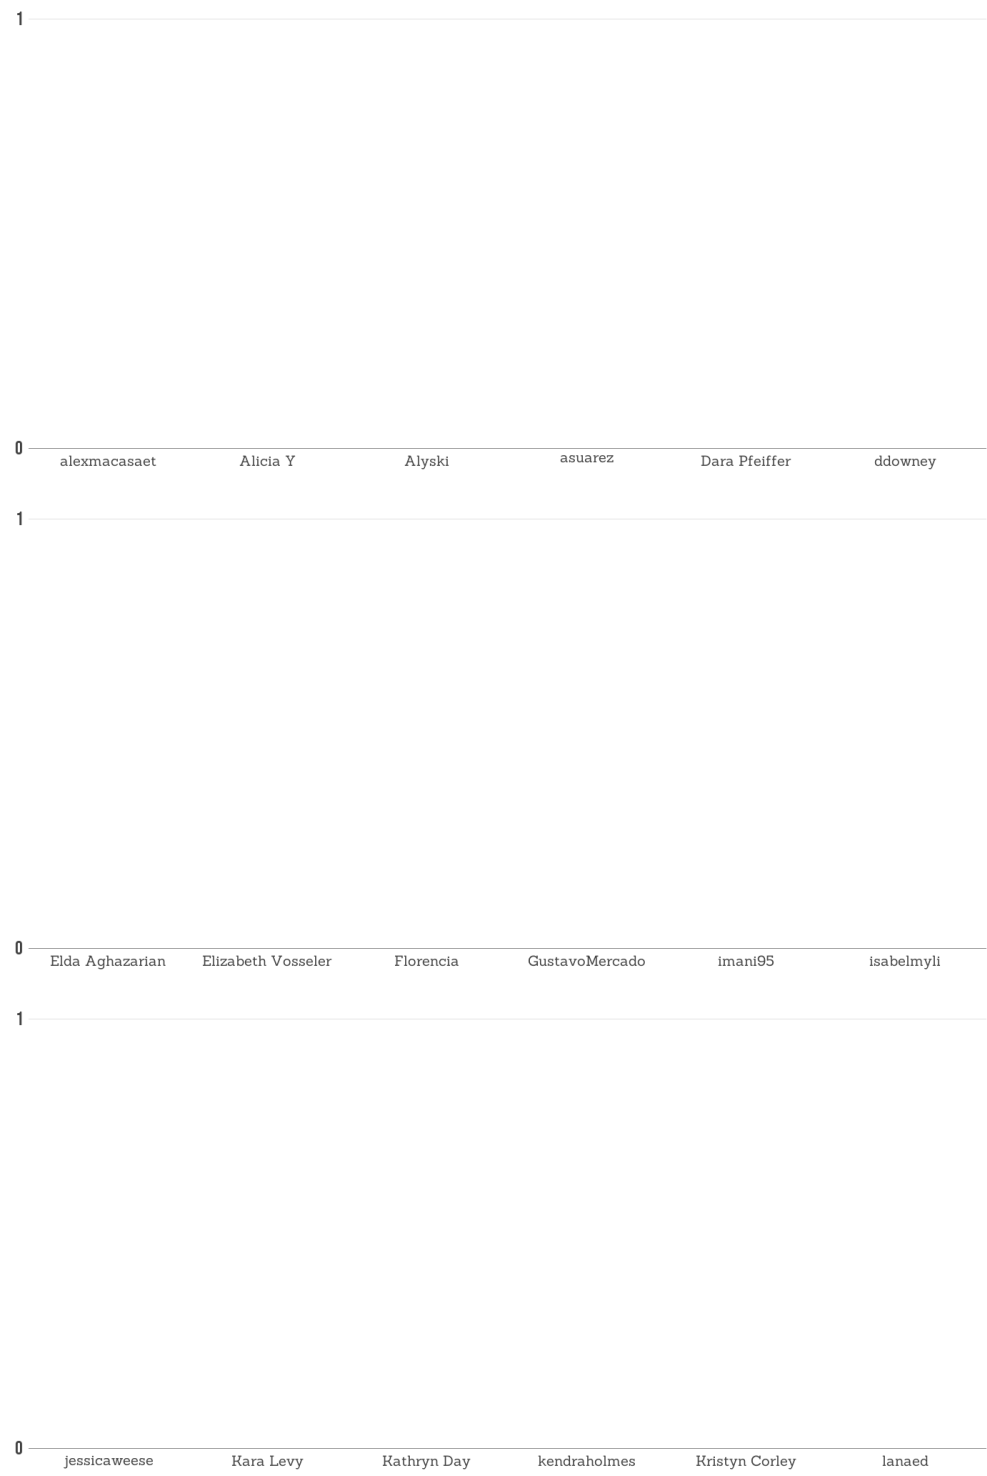 1
0
alexmacasaet Alicia Y Alyski asuarez Dara Pfeiffer ddowney
1
0
Elda Aghazarian Elizabeth Vosseler Florencia GustavoMercado imani95 isabelmyli
1
0
jessicaweese Kara Levy Kathryn Day kendraholmes Kristyn Corley lanaed